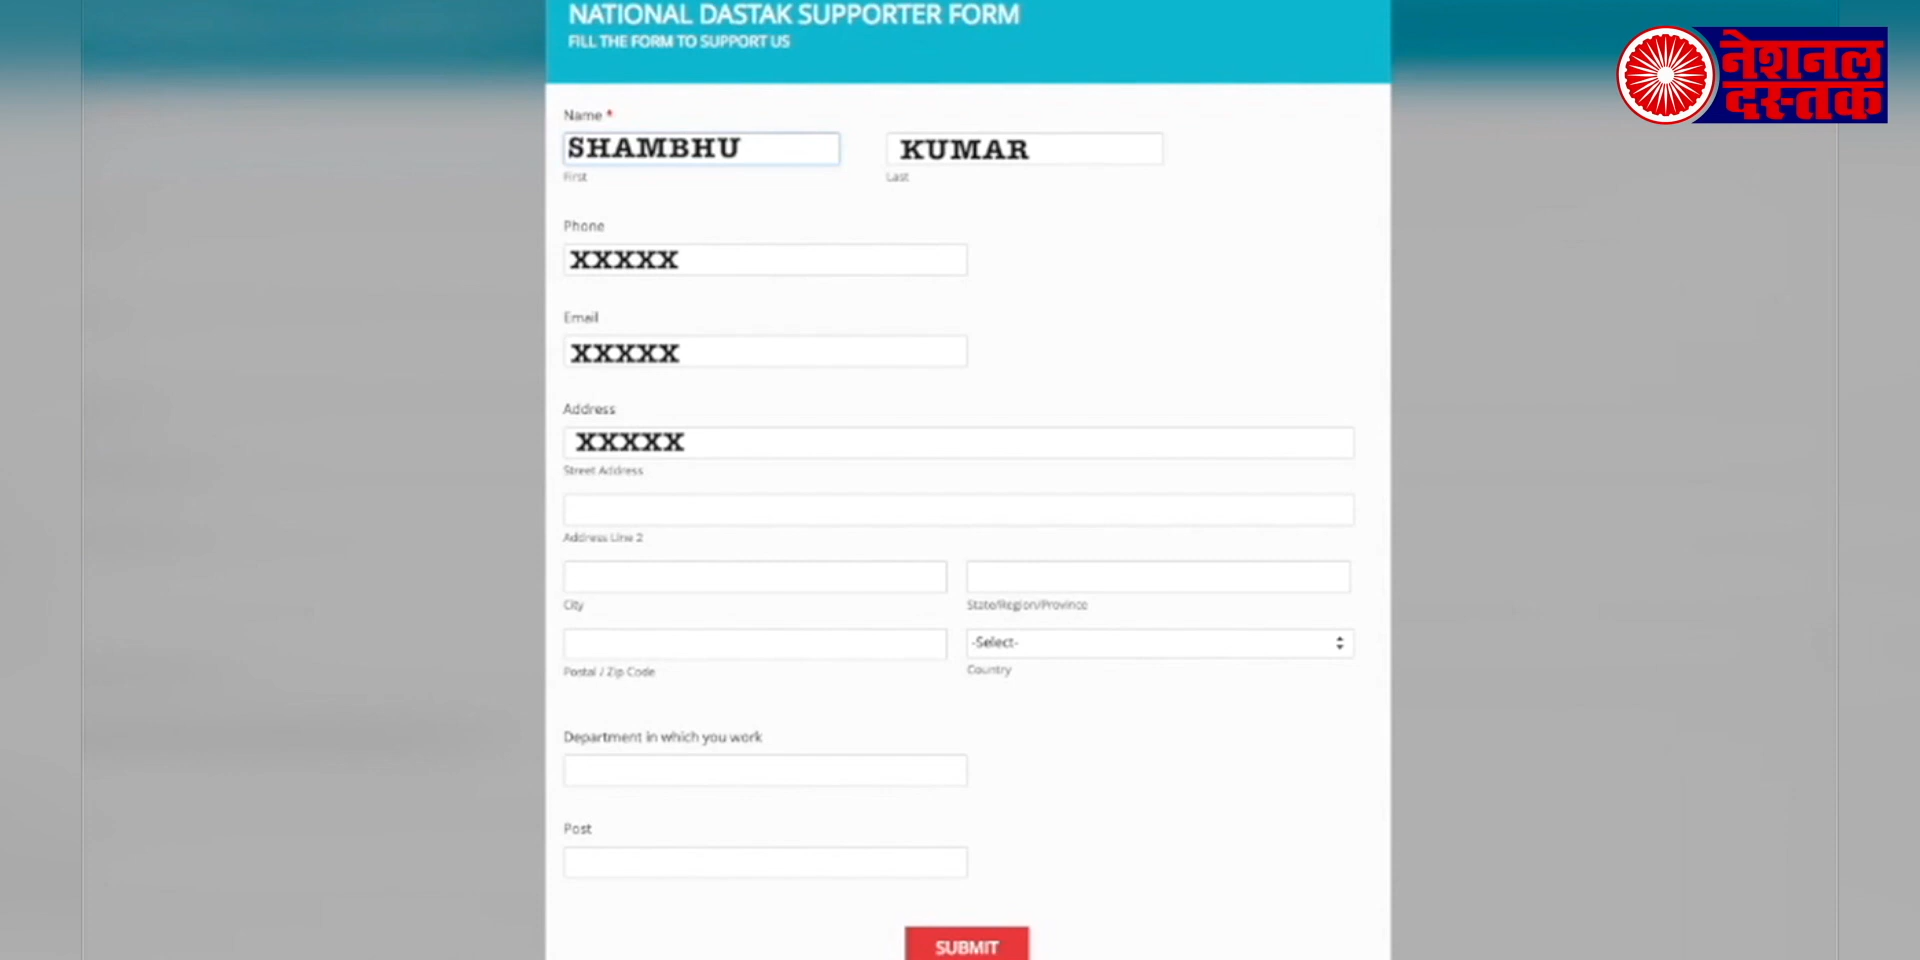 NATIONAL DASTAK SUPPORTER FORM
FILL THE FORM TO SUPPORT US
नेशनल
दस्तक
Name *
SHAMBHU KUMAR
First Last
Phone
XXXXX
Email
XXXXX
Address
XXXXX
Street Address
Address Line 2
City State/Region/Province
-Select-
Postal / Zip Code Country
Department in which you work
Post
SUBMIT